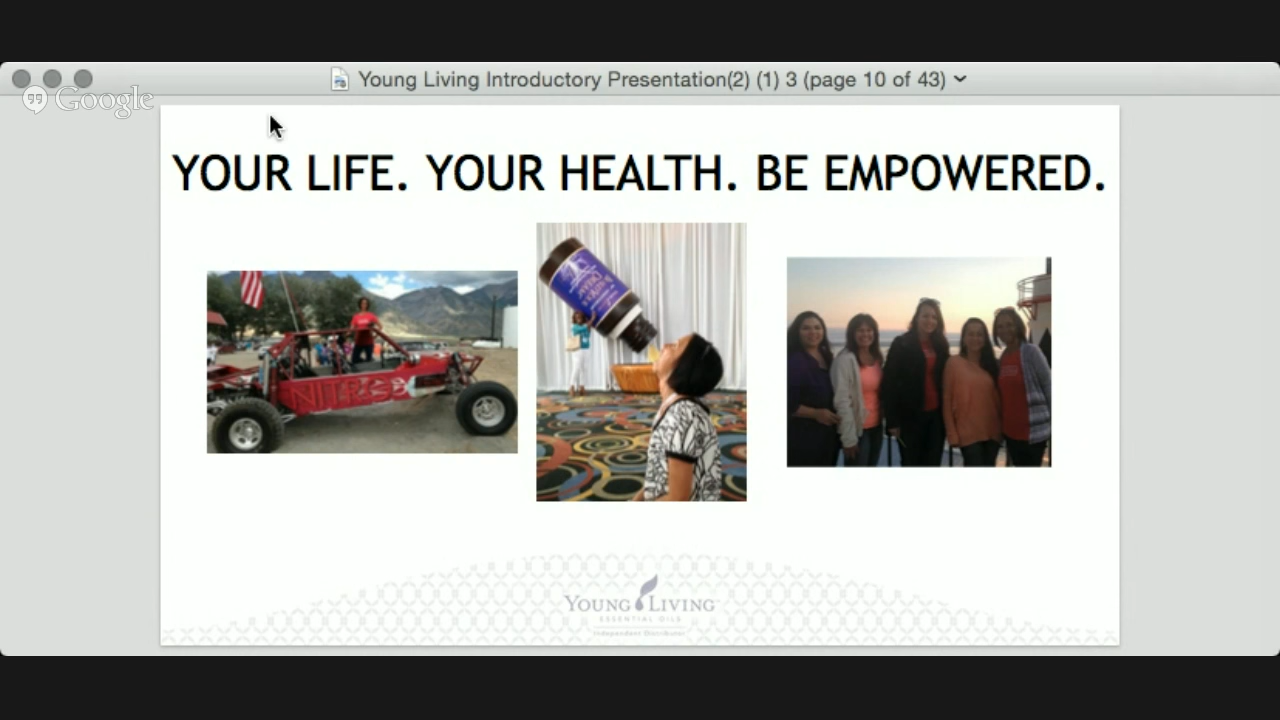 Young Living Introductory Presentation(2) (1) 3 (page 10 of 43)
Google
YOUR LIFE. YOUR HEALTH. BE EMPOWERED.
NITRO
YOUNG LIVING
ESSENTIAL OILS
Independent Distributor